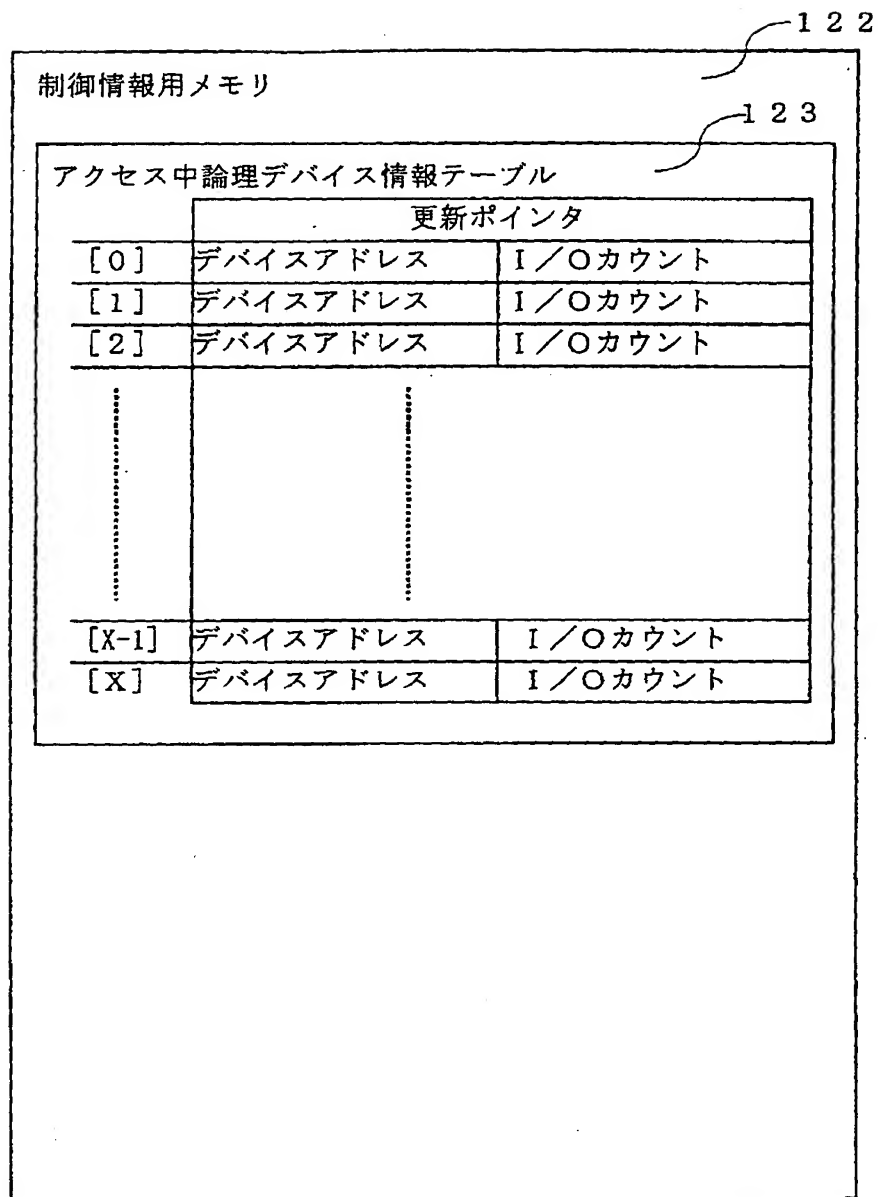 １２２
制御情報用メモリ
１２３
アクセス中論理デバイス情報テーブル
更新ポインタ
[0] デバイスアドレス I／Oカウント
[1] デバイスアドレス I／Oカウント
[2] デバイスアドレス I／Oカウント
[X-1] デバイスアドレス I／Oカウント
[X] デバイスアドレス I／Oカウント